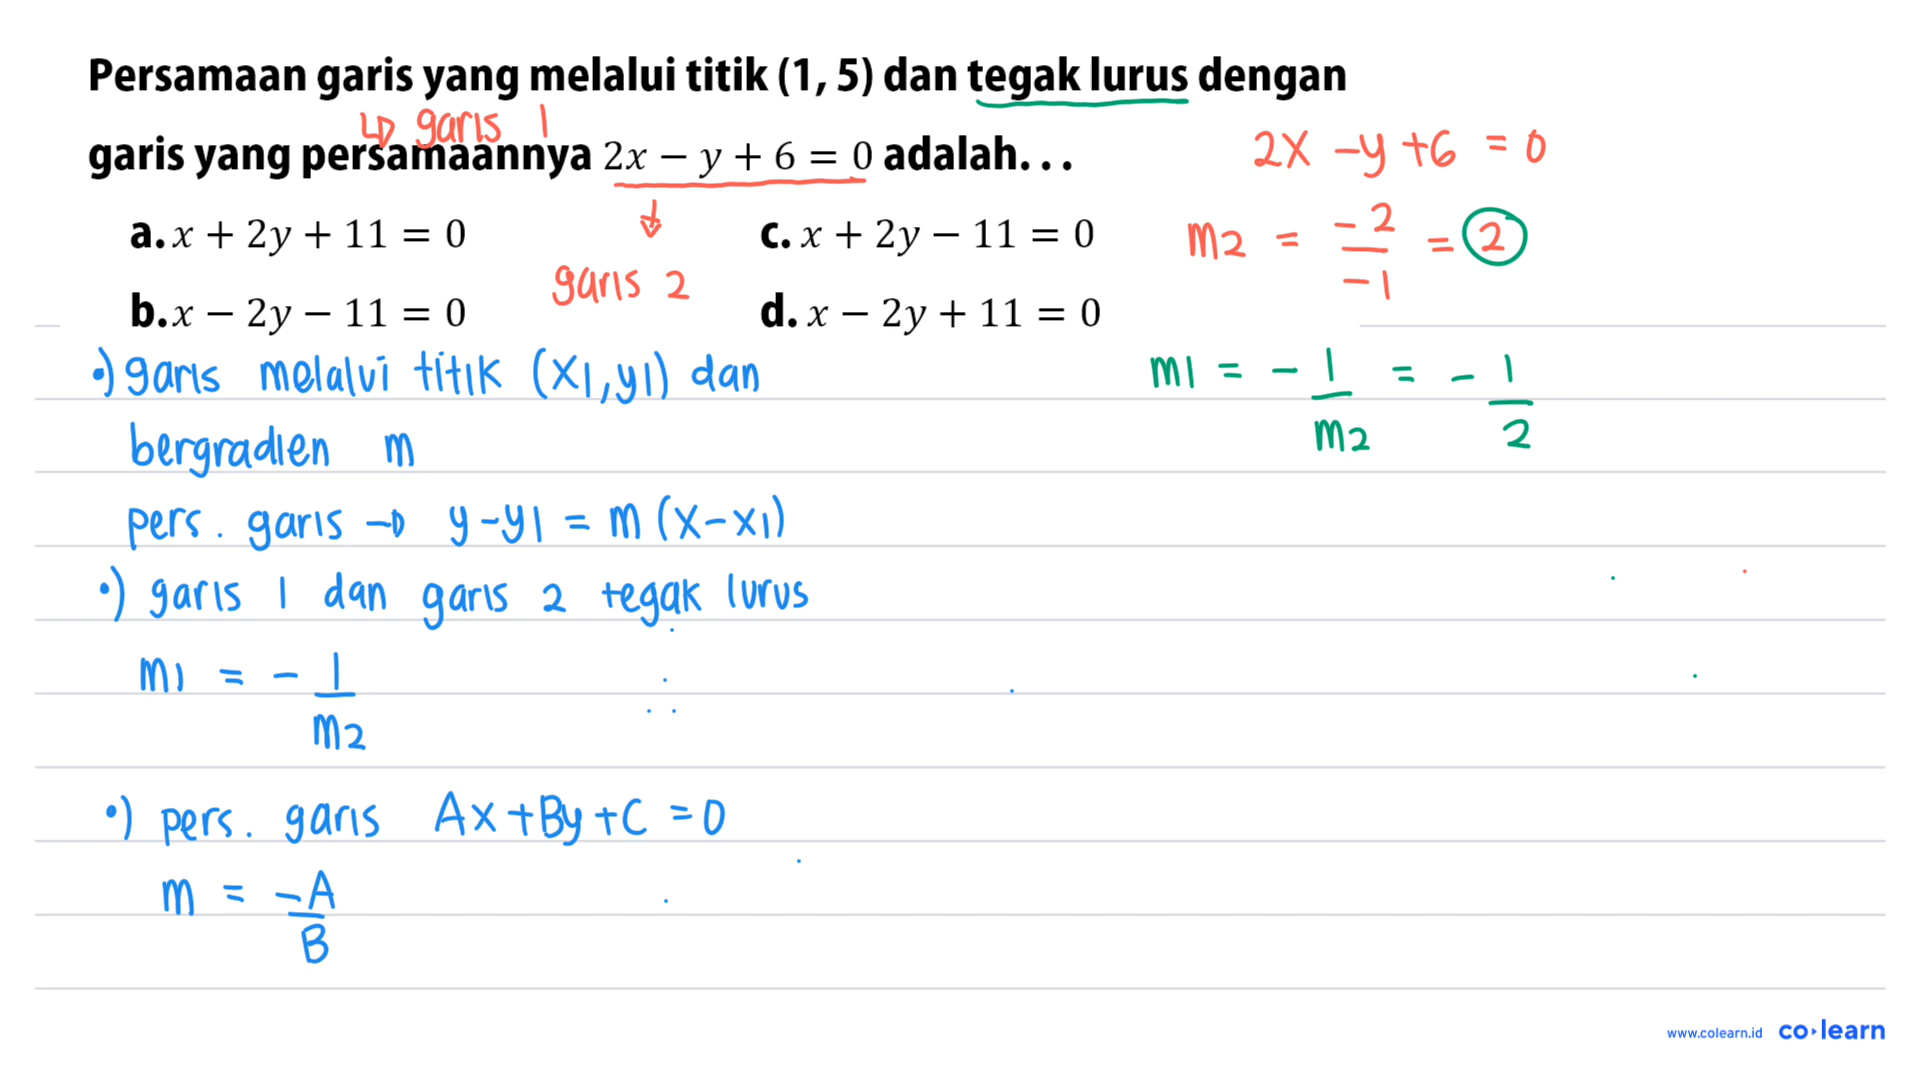 Persamaan garis yang melalui titik (1, 5) dan tegak lurus dengan
↳ garis 1
garis yang persamaannya 2x − y + 6 = 0 adalah. . .
a. x + 2y + 11 = 0
c. x + 2y − 11 = 0
↓
garis 2
b. x − 2y − 11 = 0
d. x − 2y + 11 = 0
2x - y + 6 = 0
m2 = -2/-1 = 2
m1 = - 1/m2 = - 1/2
•) garis melalui titik (x1, y1) dan
bergradien m
pers. garis → y - y1 = m (x - x1)
•) garis 1 dan garis 2 tegak lurus
m1 = - 1/m2
•) pers. garis Ax + By + C = 0
m = -A/B
www.colearn.id co▸learn